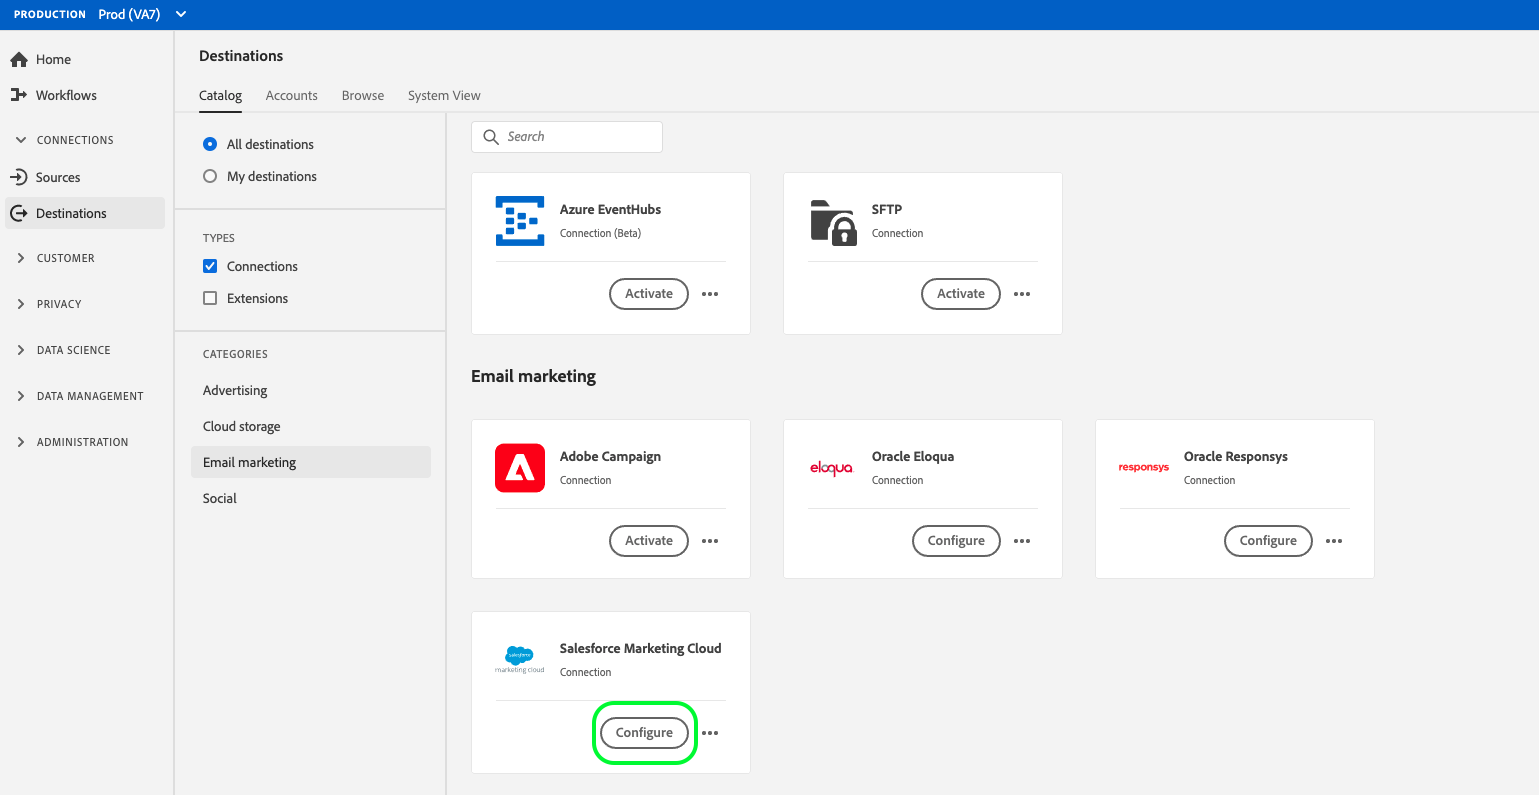 PRODUCTION Prod (VA7)
Home
Workflows
CONNECTIONS
Sources
Destinations
CUSTOMER
PRIVACY
DATA SCIENCE
DATA MANAGEMENT
ADMINISTRATION
Destinations
Catalog Accounts Browse System View
All destinations
My destinations
TYPES
Connections
Extensions
CATEGORIES
Advertising
Cloud storage
Email marketing
Social
Search
Azure EventHubs
Connection (Beta)
Activate
SFTP
Connection
Activate
Email marketing
Adobe Campaign
Connection
Activate
eloqua
Oracle Eloqua
Connection
Configure
responsys
Oracle Responsys
Connection
Configure
salesforce
marketing cloud
Salesforce Marketing Cloud
Connection
Configure